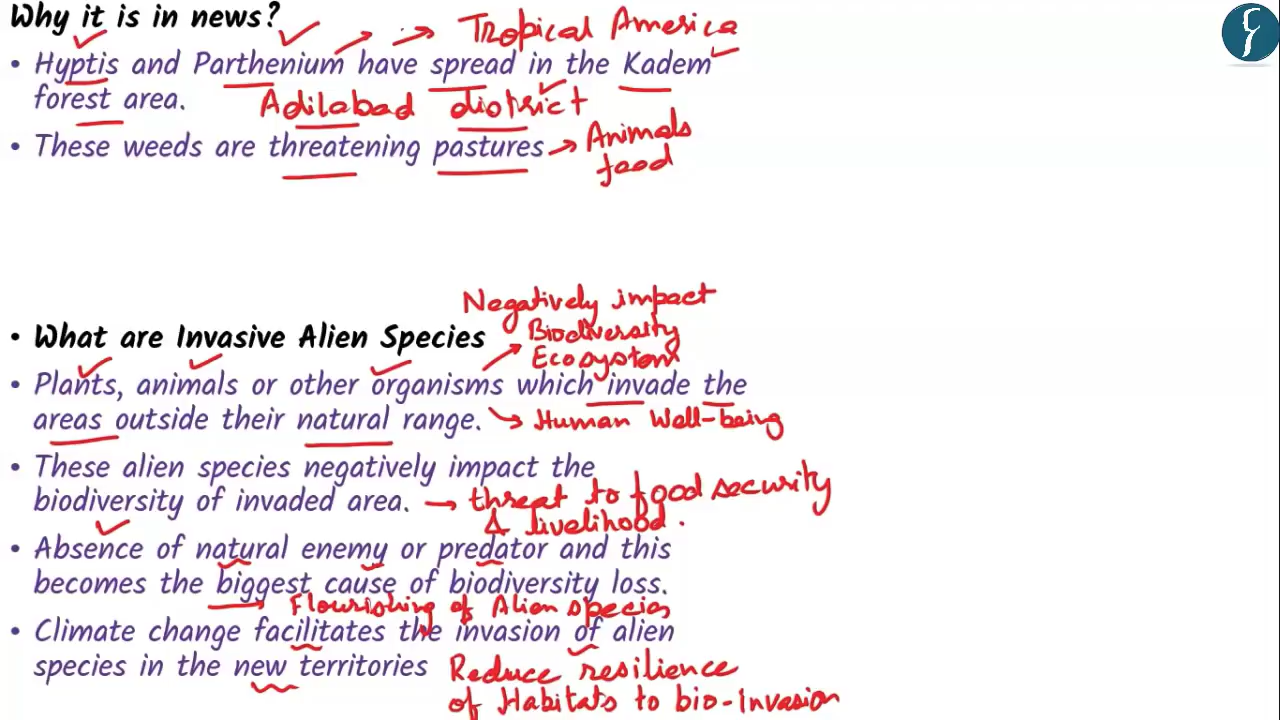 Why it is in news?
Tropical America
• Hyptis and Parthenium have spread in the Kadem
forest area.
Adilabad district
• These weeds are threatening pastures
Animals
food
Negatively impact
Biodiversity
Ecosystem
• What are Invasive Alien Species
• Plants, animals or other organisms which invade the
areas outside their natural range.
Human Well-being
• These alien species negatively impact the
biodiversity of invaded area.
threat to food security
& livelihood.
• Absence of natural enemy or predator and this
becomes the biggest cause of biodiversity loss.
Flourishing of Alien species
• Climate change facilitates the invasion of alien
species in the new territories
Reduce resilience
of Habitats to bio-invasion